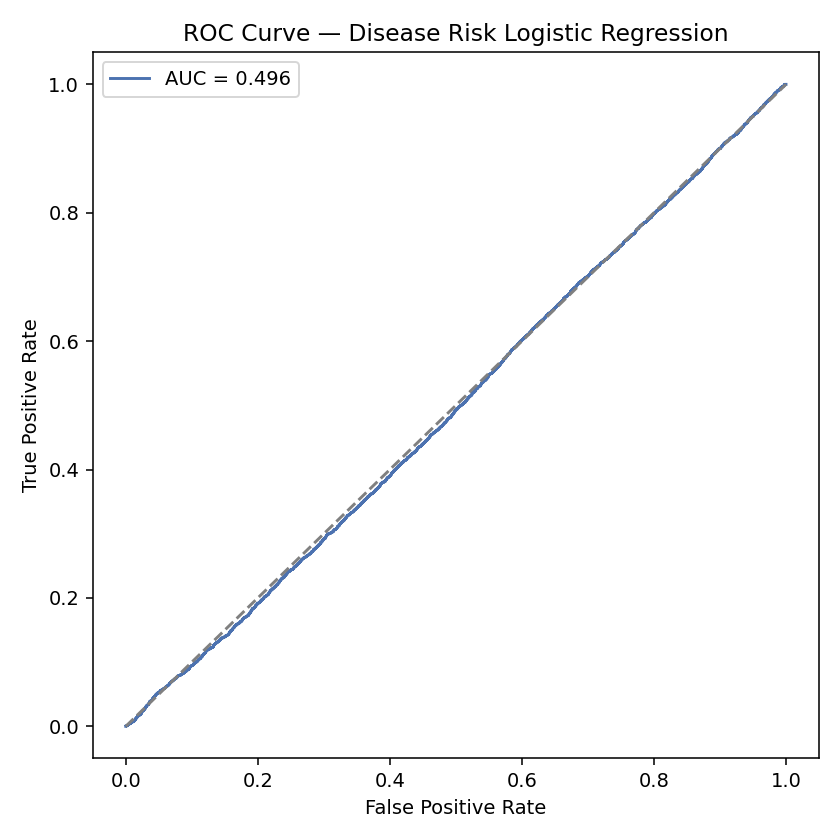 ROC Curve — Disease Risk Logistic Regression
AUC = 0.496
1.0
0.8
0.6
0.4
0.2
0.0
True Positive Rate
0.0 0.2 0.4 0.6 0.8 1.0
False Positive Rate